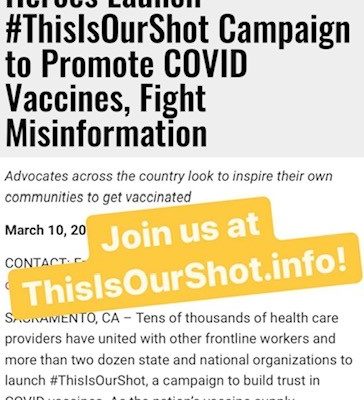 Heroes Launch
#ThisIsOurShot Campaign
to Promote COVID
Vaccines, Fight
Misinformation
Advocates across the country look to inspire their own
communities to get vaccinated
March 10, 20
Join us at
ThisIsOurShot.info!
CONTACT:
SACRAMENTO, CA – Tens of thousands of health care
providers have united with other frontline workers and
more than two dozen state and national organizations to
launch #ThisIsOurShot, a campaign to build trust in
COVID vaccines. As the nation's vaccine supply